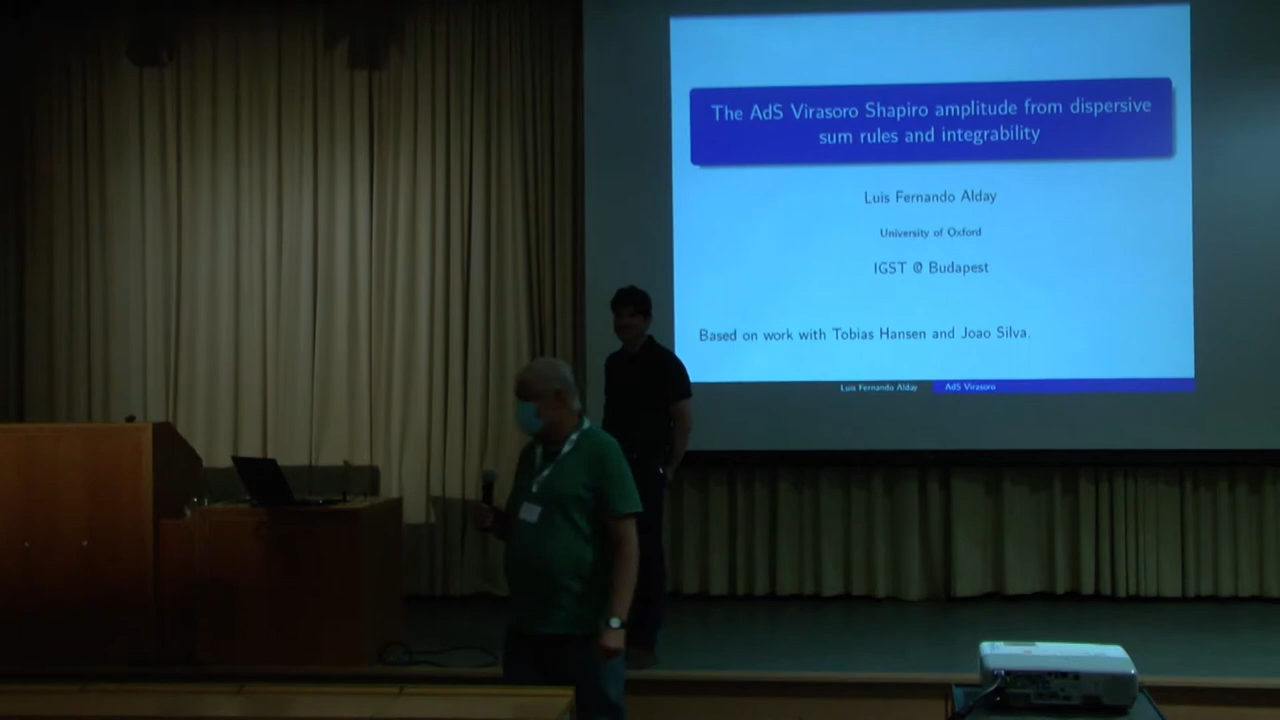 The AdS Virasoro Shapiro amplitude from dispersive
sum rules and integrability
Luis Fernando Alday
University of Oxford
IGST @ Budapest
Based on work with Tobias Hansen and Joao Silva.
Luis Fernando Alday
AdS Virasoro